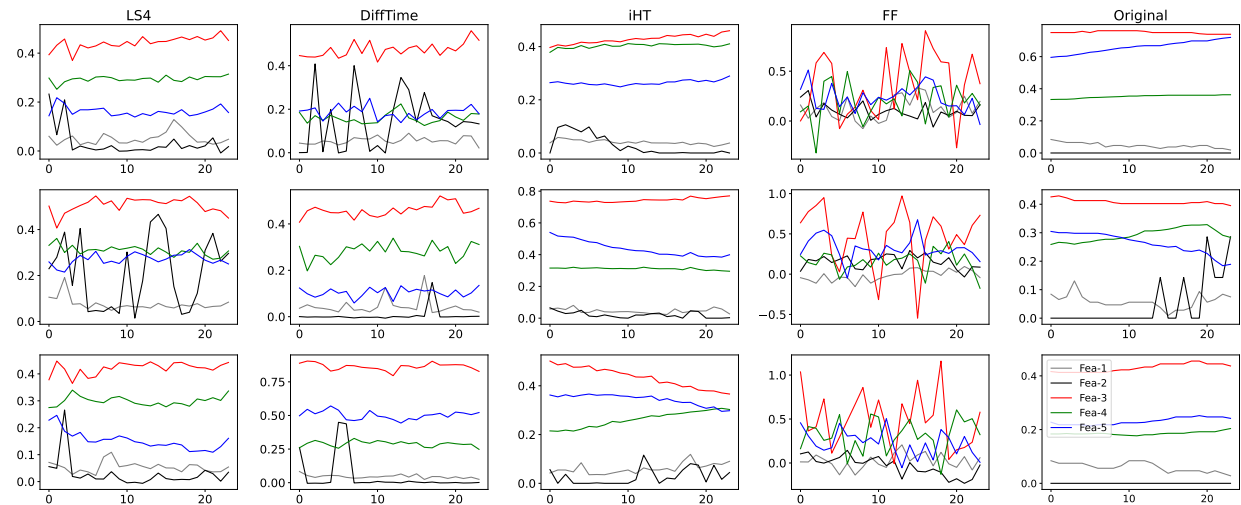 LS4 DiffTime iHT FF Original
0.4 0.2 0.0 0 10 20
0.4 0.2 0.0 0 10 20
0.4 0.2 0.0 0 10 20
0.5 0.0 0 10 20
0.6 0.4 0.2 0.0 0 10 20
0.4 0.2 0.0 0 10 20
0.4 0.2 0.0 0 10 20
0.8 0.6 0.4 0.2 0.0 0 10 20
1.0 0.5 0.0 −0.5 0 10 20
0.4 0.3 0.2 0.1 0.0 0 10 20
0.4 0.3 0.2 0.1 0.0 0 10 20
0.75 0.50 0.25 0.00 0 10 20
0.4 0.2 0.0 0 10 20
1.0 0.5 0.0 0 10 20
0.4 0.2 0.0 0 10 20
Fea-1
Fea-2
Fea-3
Fea-4
Fea-5